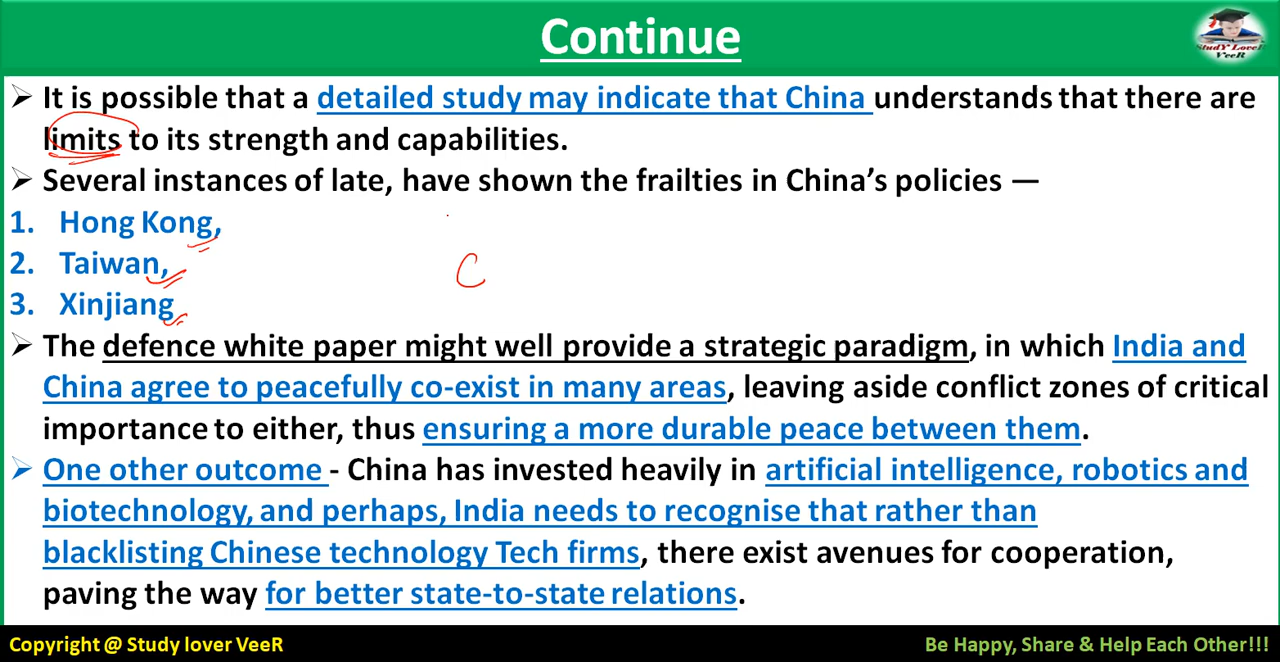 Continue
StudY LoveR
VeeR
➢ It is possible that a detailed study may indicate that China understands that there are
limits to its strength and capabilities.
➢ Several instances of late, have shown the frailties in China's policies —
1. Hong Kong,
2. Taiwan,
3. Xinjiang
C
➢ The defence white paper might well provide a strategic paradigm, in which India and
China agree to peacefully co-exist in many areas, leaving aside conflict zones of critical
importance to either, thus ensuring a more durable peace between them.
➢ One other outcome - China has invested heavily in artificial intelligence, robotics and
biotechnology, and perhaps, India needs to recognise that rather than
blacklisting Chinese technology Tech firms, there exist avenues for cooperation,
paving the way for better state-to-state relations.
Copyright @ Study lover VeeR
Be Happy, Share & Help Each Other!!!